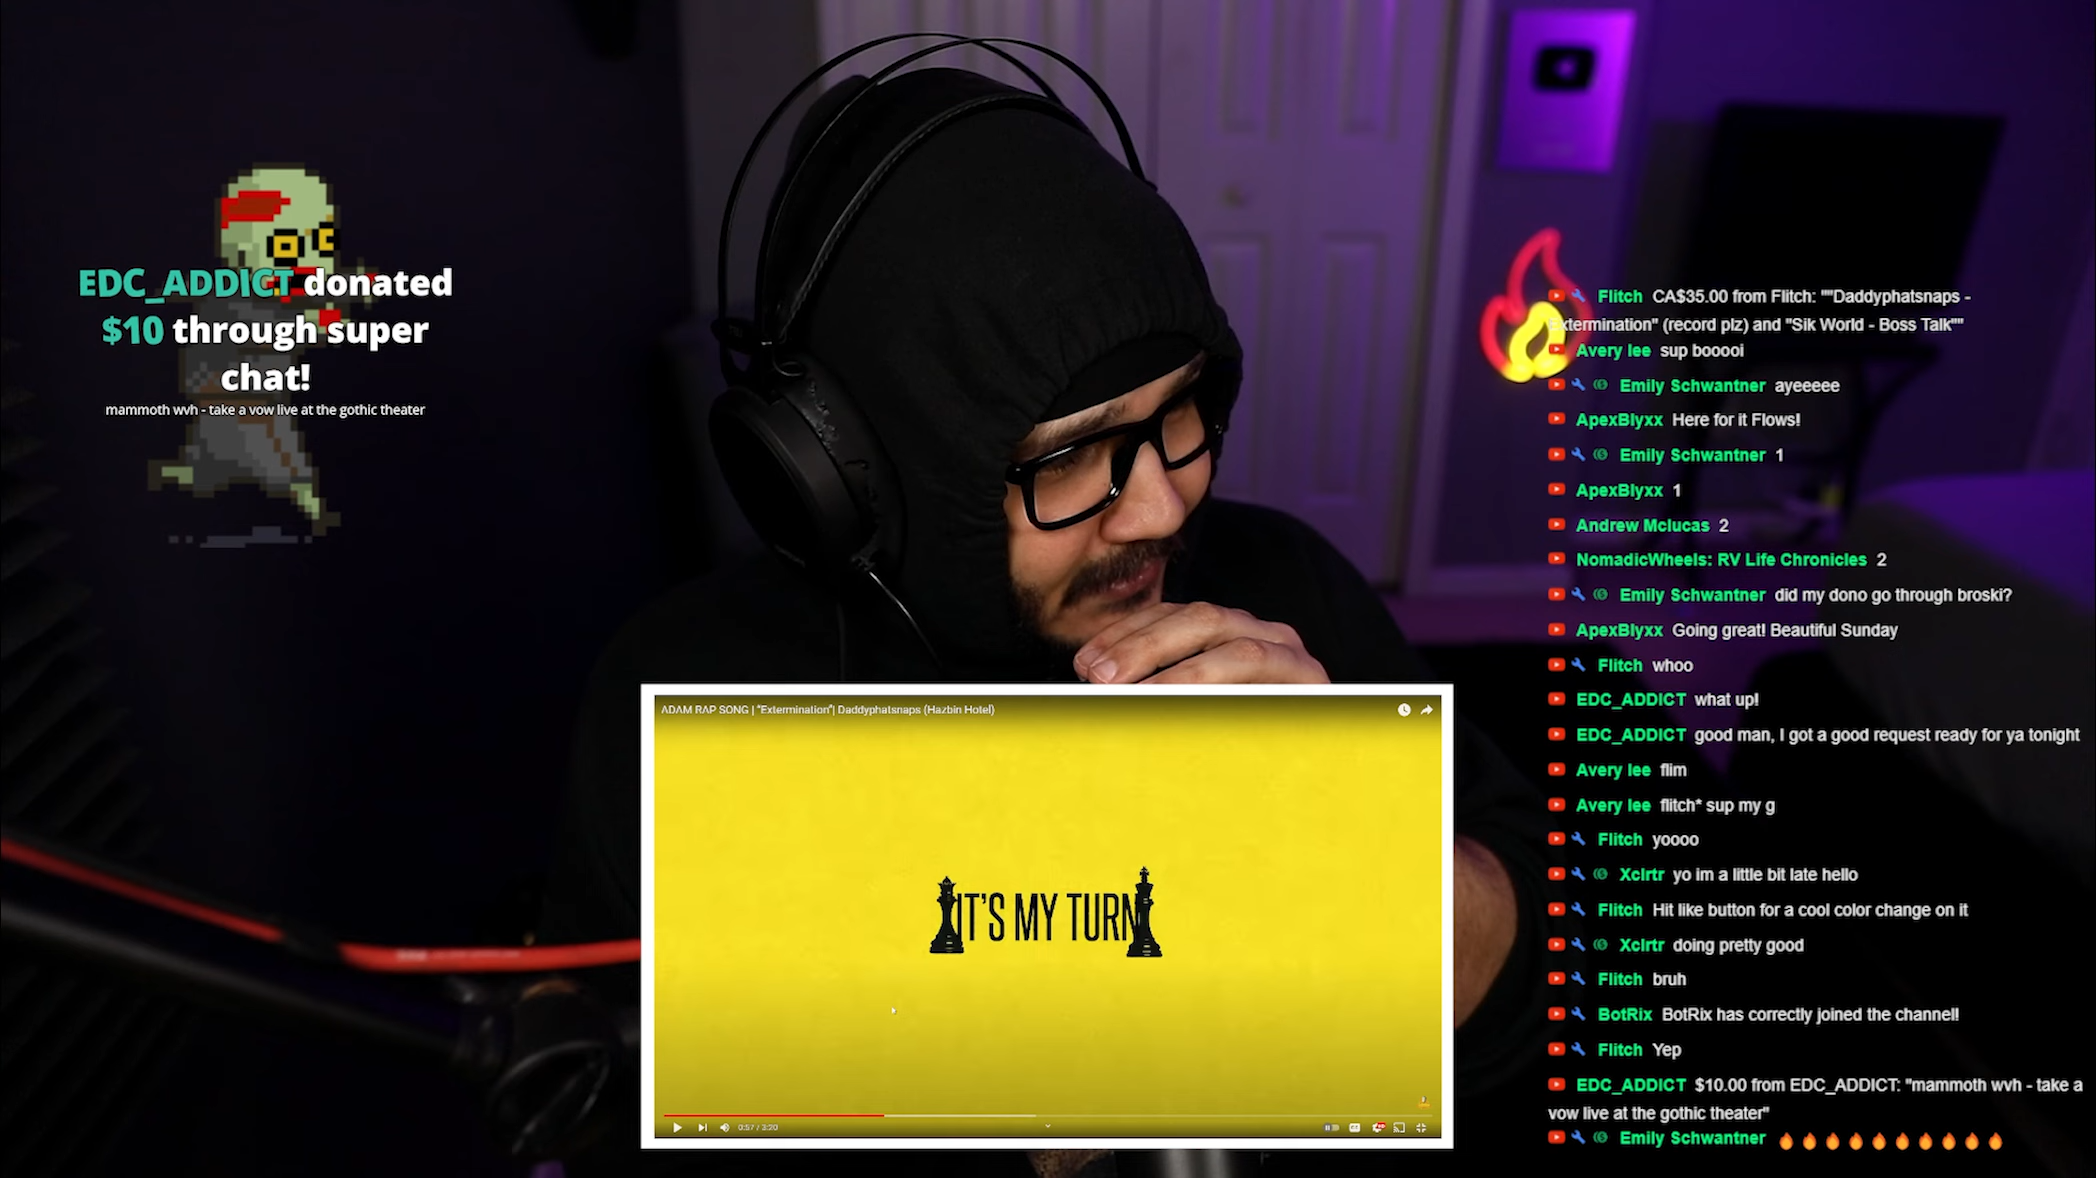 EDC_ADDICT donated
$10 through super
chat!
mammoth wvh - take a vow live at the gothic theater
ADAM RAP SONG | "Extermination"| Daddyphatsnaps (Hazbin Hotel)
IT'S MY TURN
0:57 / 3:20
Flitch CA$35.00 from Flitch: ""Daddyphatsnaps -
Extermination" (record plz) and "Sik World - Boss Talk""
Avery lee sup booooi
Emily Schwantner ayeeeee
ApexBlyxx Here for it Flows!
Emily Schwantner 1
ApexBlyxx 1
Andrew Mclucas 2
NomadicWheels: RV Life Chronicles 2
Emily Schwantner did my dono go through broski?
ApexBlyxx Going great! Beautiful Sunday
Flitch whoo
EDC_ADDICT what up!
EDC_ADDICT good man, I got a good request ready for ya tonight
Avery lee flim
Avery lee flitch* sup my g
Flitch yoooo
Xclrtr yo im a little bit late hello
Flitch Hit like button for a cool color change on it
Xclrtr doing pretty good
Flitch bruh
BotRix BotRix has correctly joined the channel!
Flitch Yep
EDC_ADDICT $10.00 from EDC_ADDICT: "mammoth wvh - take a
vow live at the gothic theater"
Emily Schwantner 🔥🔥🔥🔥🔥🔥🔥🔥🔥🔥